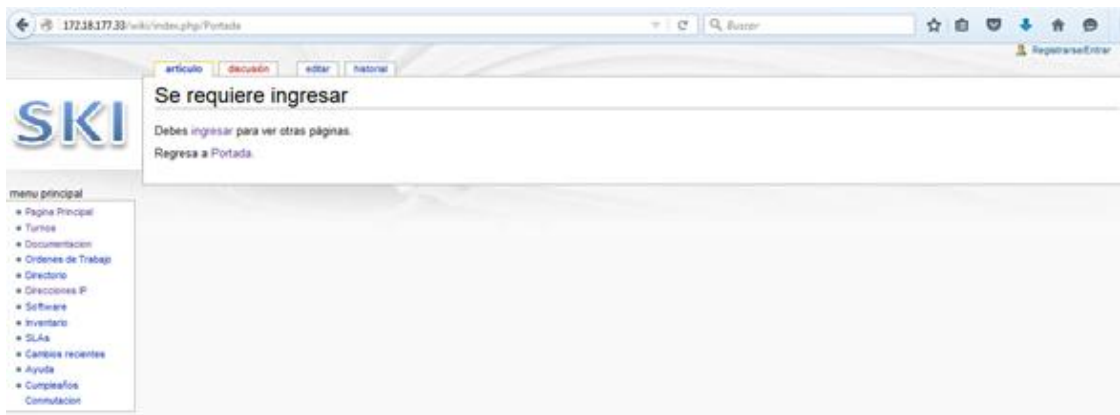 172.18.177.33/wiki/index.php/Portada
Buscar
Registrarse/Entrar
artículo discusión editar historial
SKI
Se requiere ingresar
Debes ingresar para ver otras páginas.
Regresa a Portada.
menu principal
Pagina Principal
Turnos
Documentacion
Ordenes de Trabajo
Directorio
Direcciones IP
Software
Inventario
SLAs
Cambios recientes
Ayuda
Cumpleaños
Conmutacion